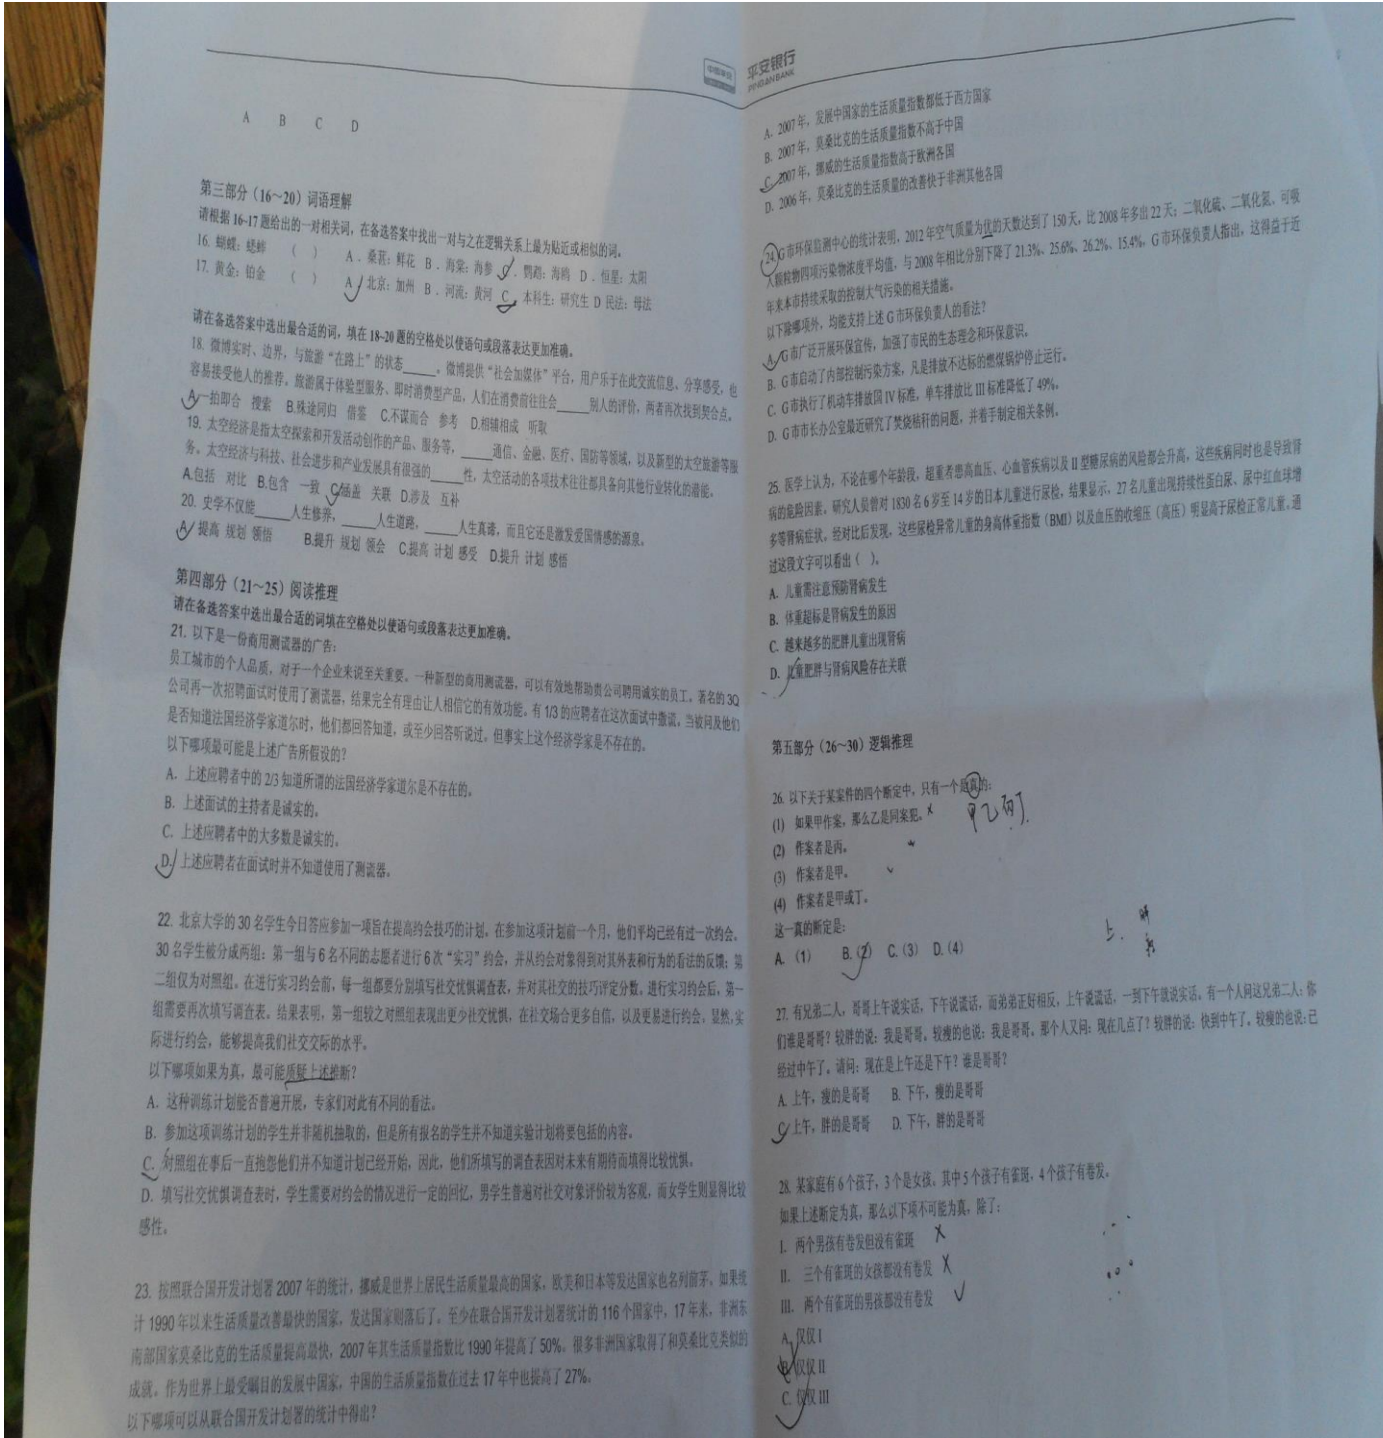 平安银行
PINGAN BANK
A B C D
第三部分（16～20）词语理解
请根据16-17题给出的一对相关词，在备选答案中找出一对与之在逻辑关系上最为贴近或相似的词。
16. 蝴蝶：蟋蟀 （ ） A．桑葚：鲜花 B．海棠：海参 C．鹦鹉：海鸥 D．恒星：太阳
17. 黄金：铂金 （ ） A 北京：加州 B．河流：黄河 C．本科生：研究生 D 民法：母法
请在备选答案中选出最合适的词，填在18~20题的空格处以使语句或段落表达更加准确。
18. 微博实时、边界，与旅游“在路上”的状态______。微博提供“社会加媒体”平台，用户乐于在此交流信息、分享感受，也
容易接受他人的推荐。旅游属于体验型服务、即时消费型产品，人们在消费前往往会______别人的评价，两者再次找到契合点。
A.一拍即合 搜索 B.殊途同归 借鉴 C.不谋而合 参考 D.相辅相成 听取
19. 太空经济是指太空探索和开发活动创作的产品、服务等，______通信、金融、医疗、国防等领域，以及新型的太空旅游等服
务。太空经济与科技、社会进步和产业发展具有很强的______性，太空活动的各项技术往往都具备向其他行业转化的潜能。
A.包括 对比 B.包含 一致 C.涵盖 关联 D.涉及 互补
20. 史学不仅能______人生修养，______人生道路，______人生真谛，而且它还是激发爱国情感的源泉。
A 提高 规划 领悟 B.提升 规划 领会 C.提高 计划 感受 D.提升 计划 感悟
第四部分（21～25）阅读推理
请在备选答案中选出最合适的词填在空格处以使语句或段落表达更加准确。
21. 以下是一份商用测谎器的广告：
员工城市的个人品质，对于一个企业来说至关重要。一种新型的商用测谎器，可以有效地帮助贵公司聘用诚实的员工。著名的3Q
公司再一次招聘面试时使用了测谎器，结果完全有理由让人相信它的有效功能。有1/3的应聘者在这次面试中撒谎。当被问及他们
是否知道法国经济学家道尔时，他们都回答知道，或至少回答听说过。但事实上这个经济学家是不存在的。
以下哪项最可能是上述广告所假设的？
A. 上述应聘者中的2/3知道所谓的法国经济学家道尔是不存在的。
B. 上述面试的主持者是诚实的。
C. 上述应聘者中的大多数是诚实的。
D. 上述应聘者在面试时并不知道使用了测谎器。
22. 北京大学的30名学生今日答应参加一项旨在提高约会技巧的计划。在参加这项计划前一个月，他们平均已经有过一次约会。
30名学生被分成两组：第一组与6名不同的志愿者进行6次“实习”约会，并从约会对象得到对其外表和行为的看法的反馈；第
二组仅为对照组。在进行实习约会前，每一组都要分别填写社交忧惧调查表，并对其社交的技巧评定分数。进行实习约会后，第一
组需要再次填写调查表。结果表明，第一组较之对照组表现出更少社交忧惧，在社交场合更多自信，以及更易进行约会，显然，实
际进行约会，能够提高我们社交交际的水平。
以下哪项如果为真，最可能质疑上述推断？
A. 这种训练计划能否普遍开展，专家们对此有不同的看法。
B. 参加这项训练计划的学生并非随机抽取的，但是所有报名的学生并不知道实验计划将要包括的内容。
C. 对照组在事后一直抱怨他们并不知道计划已经开始，因此，他们所填写的调查表因对未来有期待而填得比较忧惧。
D. 填写社交忧惧调查表时，学生需要对约会的情况进行一定的回忆，男学生普遍对社交对象评价较为客观，而女学生则显得比较
感性。
23. 按照联合国开发计划署2007年的统计，挪威是世界上居民生活质量最高的国家，欧美和日本等发达国家也名列前茅。如果统
计1990年以来生活质量改善最快的国家，发达国家则落后了。至少在联合国开发计划署统计的116个国家中，17年来，非洲东
南部国家莫桑比克的生活质量提高最快，2007年其生活质量指数比1990年提高了50%。很多非洲国家取得了和莫桑比克类似的
成就。作为世界上最受瞩目的发展中国家，中国的生活质量指数在过去17年中也提高了27%。
以下哪项可以从联合国开发计划署的统计中得出？
A. 2007年，发展中国家的生活质量指数都低于西方国家
B. 2007年，莫桑比克的生活质量指数不高于中国
C. 2007年，挪威的生活质量指数高于欧洲各国
D. 2006年，莫桑比克的生活质量的改善快于非洲其他各国
24. G市环保监测中心的统计表明，2012年空气质量为优的天数达到了150天，比2008年多出22天；二氧化硫、二氧化氮、可吸
入颗粒物四项污染物浓度平均值，与2008年相比分别下降了21.3%、25.6%、26.2%、15.4%。G市环保负责人指出，这得益于近
年来本市持续采取的控制大气污染的相关措施。
以下除哪项外，均能支持上述G市环保负责人的看法？
A. G市广泛开展环保宣传，加强了市民的生态理念和环保意识。
B. G市启动了内部控制污染方案，凡是排放不达标的燃煤锅炉停止运行。
C. G市执行了机动车排放国IV标准，单车排放比III标准降低了49%。
D. G市市长办公室最近研究了焚烧秸秆的问题，并着手制定相关条例。
25. 医学上认为，不论在哪个年龄段，超重者患高血压、心血管疾病以及II型糖尿病的风险都会升高，这些疾病同时也是导致肾
病的危险因素。研究人员曾对1830名6岁至14岁的日本儿童进行尿检，结果显示，27名儿童出现持续性蛋白尿、尿中红血球增
多等肾病症状。经对比后发现，这些尿检异常儿童的身高体重指数（BMI）以及血压的收缩压（高压）明显高于尿检正常儿童。通
过这段文字可以看出（ ）。
A. 儿童需注意预防肾病发生
B. 体重超标是肾病发生的原因
C. 越来越多的肥胖儿童出现肾病
D. 儿童肥胖与肾病风险存在关联
第五部分（26～30）逻辑推理
26. 以下关于某案件的四个断定中，只有一个是真的：
(1) 如果甲作案，那么乙是同案犯。 × 甲乙丙丁
(2) 作案者是丙。
(3) 作案者是甲。
(4) 作案者是甲或丁。
这一真的断定是：
A.（1） B.（2） C.（3） D.（4）
27. 有兄弟二人，哥哥上午说实话，下午说谎话，而弟弟正好相反，上午说谎话，一到下午就说实话。有一个人问这兄弟二人：你
们谁是哥哥？较胖的说：我是哥哥。较瘦的也说：我是哥哥。那个人又问：现在几点了？较胖的说：快到中午了。较瘦的也说：已
经过中午了。请问：现在是上午还是下午？谁是哥哥？
A. 上午，瘦的是哥哥 B. 下午，瘦的是哥哥
C. 上午，胖的是哥哥 D. 下午，胖的是哥哥
28. 某家庭有6个孩子，3个是女孩。其中5个孩子有雀斑，4个孩子有卷发。
如果上述断定为真，那么以下项不可能为真，除了：
I. 两个男孩有卷发但没有雀斑 ×
II. 三个有雀斑的女孩都没有卷发 ×
III. 两个有雀斑的男孩都没有卷发 ✓
A. 仅仅 I
B. 仅仅 II
C. 仅仅 III